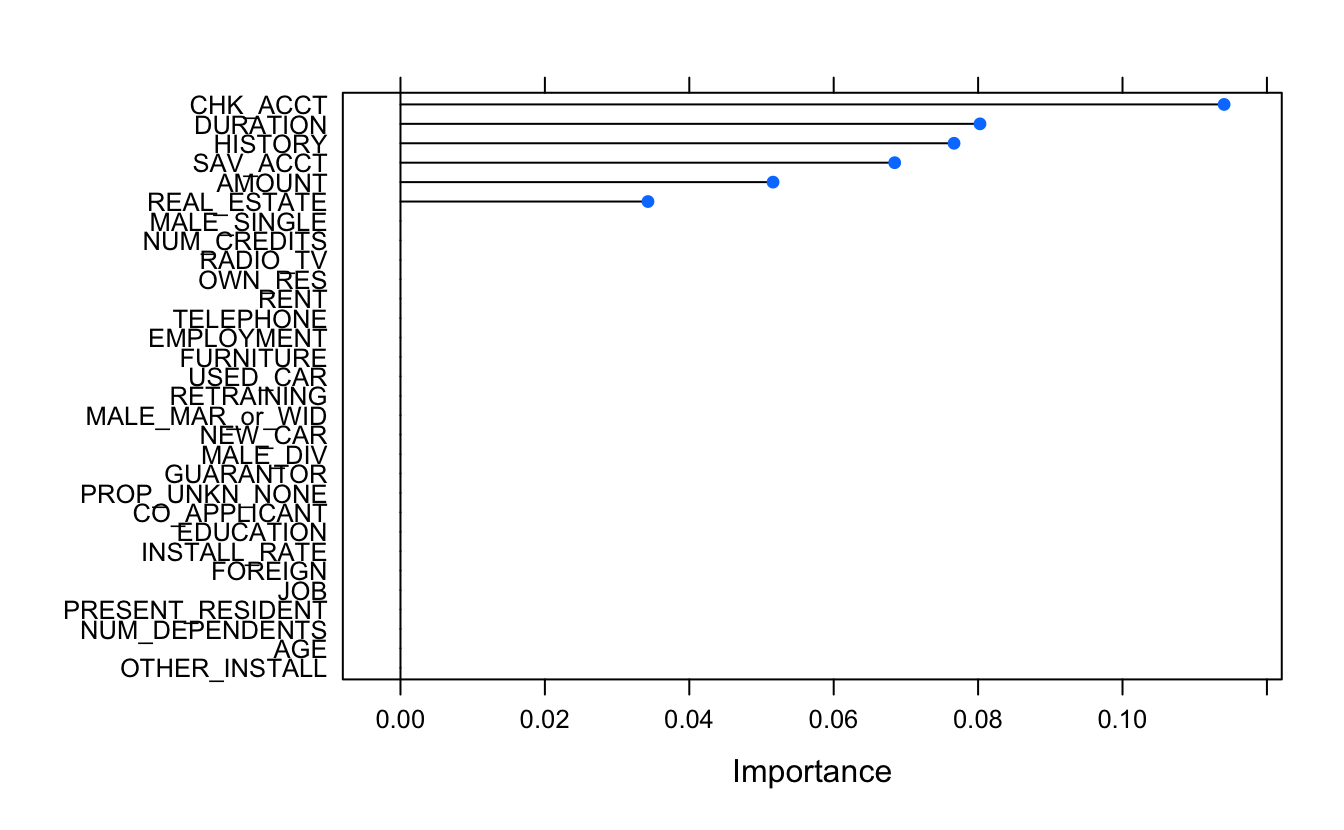 CHK_ACCT
DURATION
HISTORY
SAV_ACCT
AMOUNT
REAL_ESTATE
MALE_SINGLE
NUM_CREDITS
RADIO_TV
OWN_RES
RENT
TELEPHONE
EMPLOYMENT
FURNITURE
USED_CAR
RETRAINING
MALE_MAR_or_WID
NEW_CAR
MALE_DIV
GUARANTOR
PROP_UNKN_NONE
CO_APPLICANT
EDUCATION
INSTALL_RATE
FOREIGN
JOB
PRESENT_RESIDENT
NUM_DEPENDENTS
AGE
OTHER_INSTALL
0.00 0.02 0.04 0.06 0.08 0.10
Importance